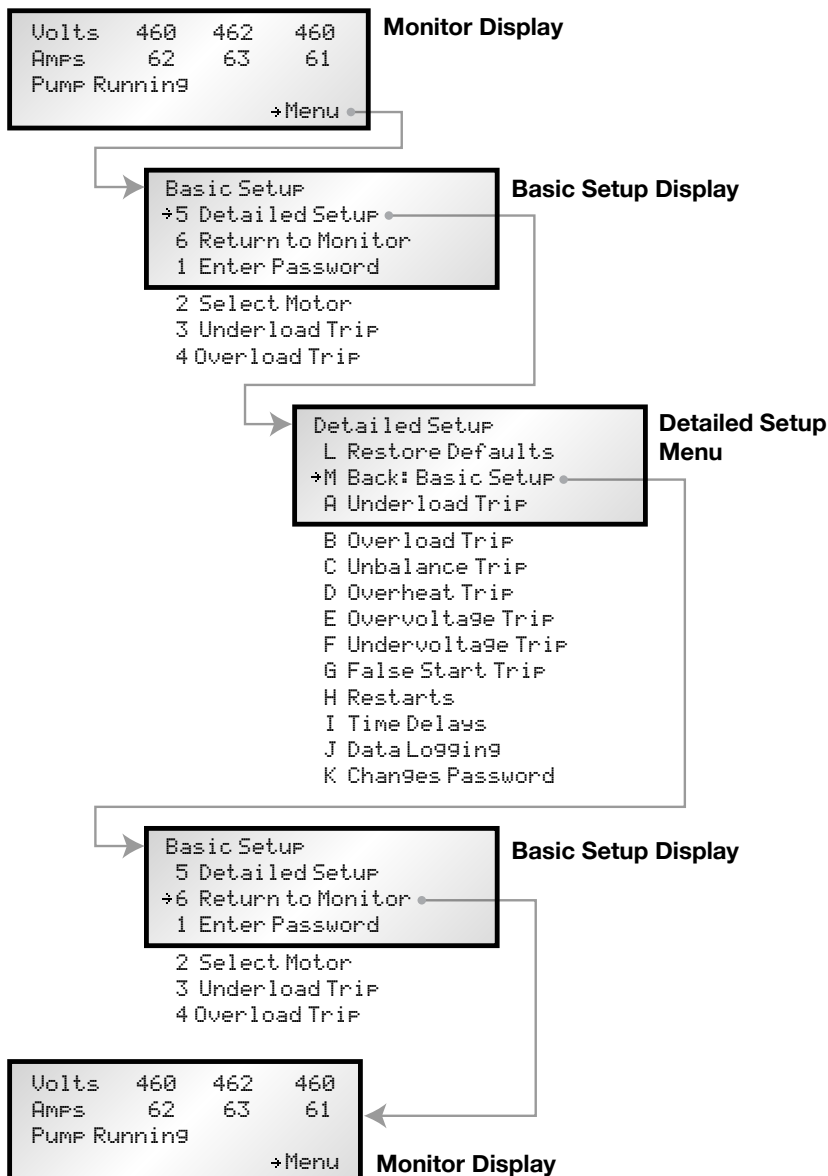 Volts 460 462 460
Monitor Display
Amps 62 63 61
Pump Running
→Menu
Basic Setup
Basic Setup Display
→5 Detailed Setup
6 Return to Monitor
1 Enter Password
2 Select Motor
3 Underload Trip
4 Overload Trip
Detailed Setup
Detailed Setup
Menu
L Restore Defaults
→M Back: Basic Setup
A Underload Trip
B Overload Trip
C Unbalance Trip
D Overheat Trip
E Overvoltage Trip
F Undervoltage Trip
G False Start Trip
H Restarts
I Time Delays
J Data Logging
K Changes Password
Basic Setup
Basic Setup Display
5 Detailed Setup
→6 Return to Monitor
1 Enter Password
2 Select Motor
3 Underload Trip
4 Overload Trip
Volts 460 462 460
Amps 62 63 61
Pump Running
→Menu
Monitor Display